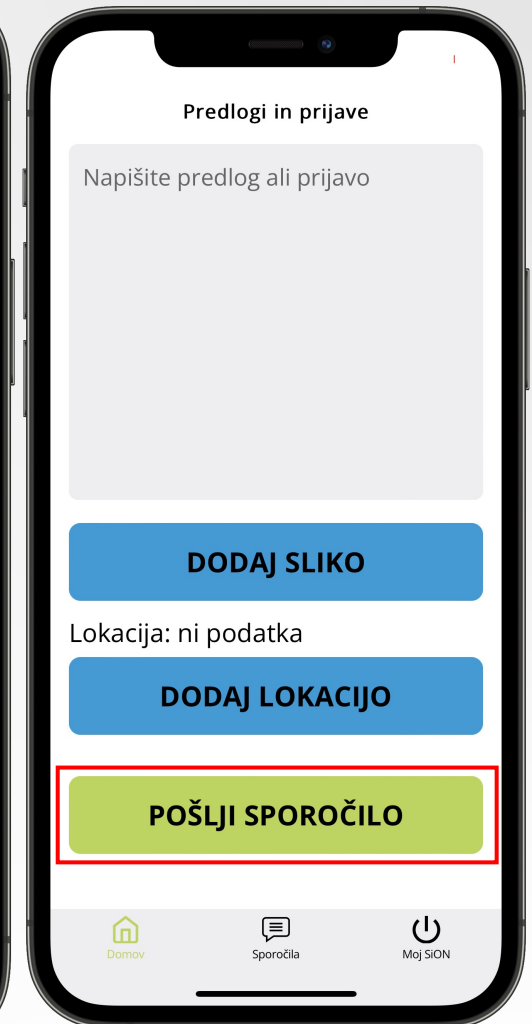 Predlogi in prijave
Napišite predlog ali prijavo
DODAJ SLIKO
Lokacija: ni podatka
DODAJ LOKACIJO
POŠLJI SPOROČILO
Domov
Sporočila
Moj SiON